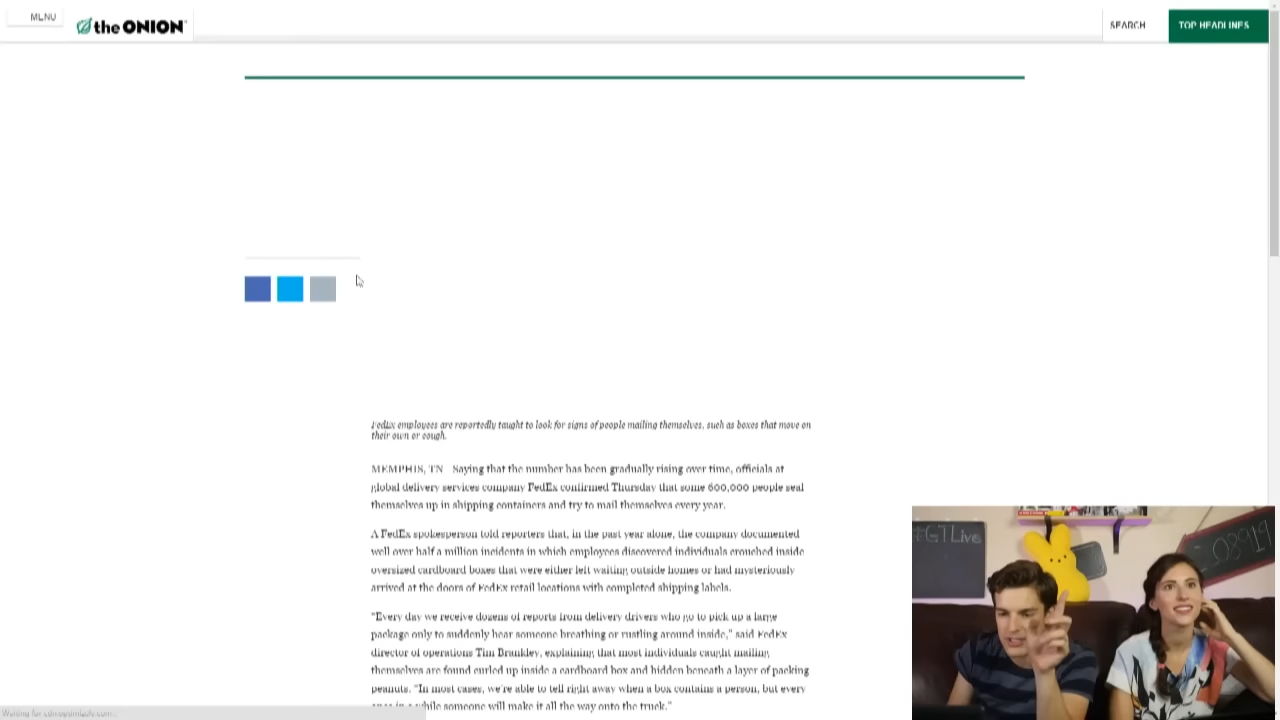 MENU
the ONION
SEARCH
TOP HEADLINES
FedEx employees are reportedly taught to look for signs of people mailing themselves, such as boxes that move on
their own or cough.
MEMPHIS, TN Saying that the number has been gradually rising over time, officials at
global delivery services company FedEx confirmed Thursday that some 600,000 people seal
themselves up in shipping containers and try to mail themselves every year.
A FedEx spokesperson told reporters that, in the past year alone, the company documented
well over half a million incidents in which employees discovered individuals crouched inside
oversized cardboard boxes that were either left waiting outside homes or had mysteriously
arrived at the doors of FedEx retail locations with completed shipping labels.
"Every day we receive dozens of reports from delivery drivers who go to pick up a large
package only to suddenly hear someone breathing or rustling around inside," said FedEx
director of operations Tim Brankley, explaining that most individuals caught mailing
themselves are found curled up inside a cardboard box and hidden beneath a layer of packing
peanuts. "In most cases, we're able to tell right away when a box contains a person, but every
once in a while someone will make it all the way onto the truck."
Waiting for
#GTLive
08919